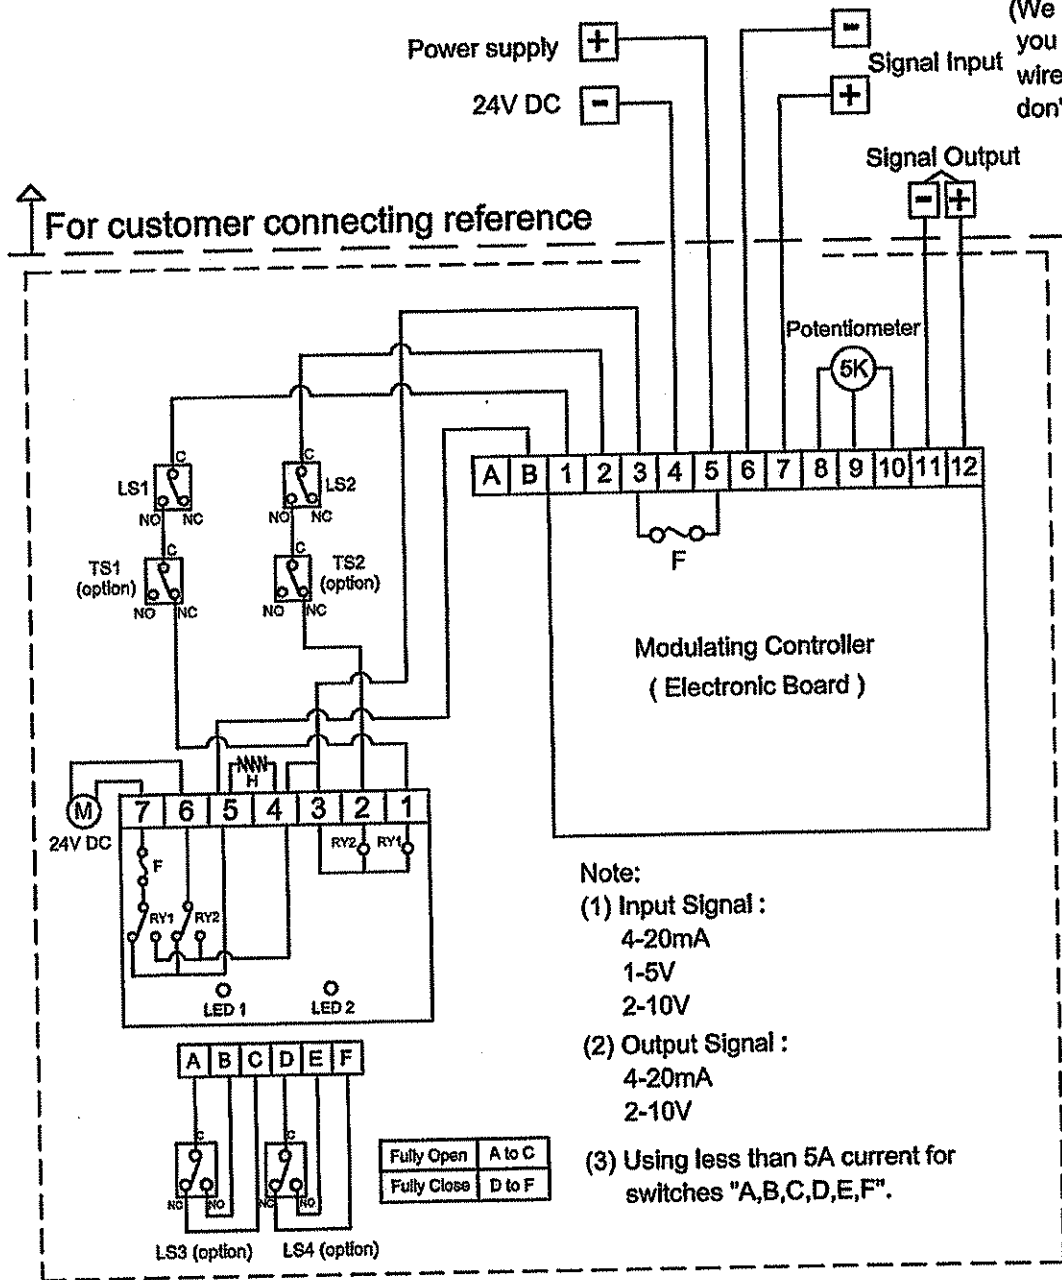 (We
you
wire
don'
Power supply +
24V DC -
-
Signal Input
+
Signal Output
- +
For customer connecting reference
Potentiometer
5K
A B 1 2 3 4 5 6 7 8 9 10 11 12
F
Modulating Controller
( Electronic Board )
C
LS1
NO NC
C
LS2
NO NC
C
TS1
(option)
NO NC
C
TS2
(option)
NO NC
H
M
24V DC
7 6 5 4 3 2 1
F
RY1 RY2
RY2 RY1
LED 1 LED 2
A B C D E F
C
NC NO
C
NC NO
LS3 (option) LS4 (option)
Fully Open A to C
Fully Close D to F
Note:
(1) Input Signal :
4-20mA
1-5V
2-10V
(2) Output Signal :
4-20mA
2-10V
(3) Using less than 5A current for
switches "A,B,C,D,E,F".